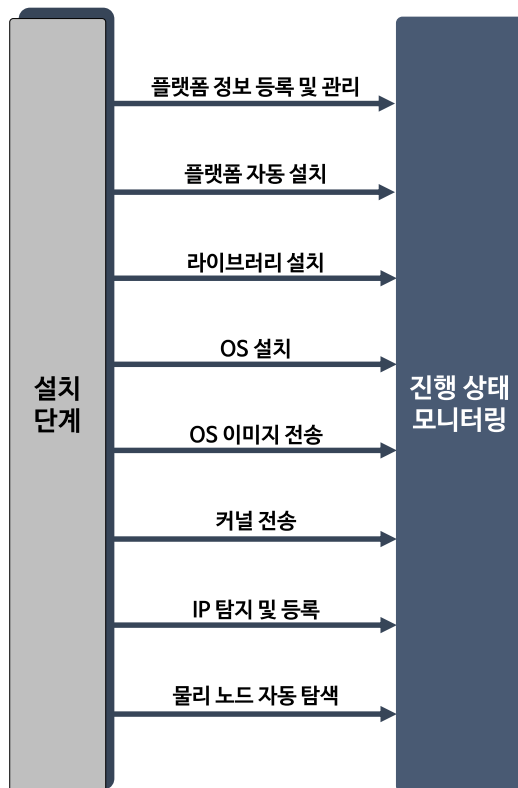 플랫폼 정보 등록 및 관리
플랫폼 자동 설치
라이브러리 설치
OS 설치
설치
단계
진행 상태
모니터링
OS 이미지 전송
커널 전송
IP 탐지 및 등록
물리 노드 자동 탐색